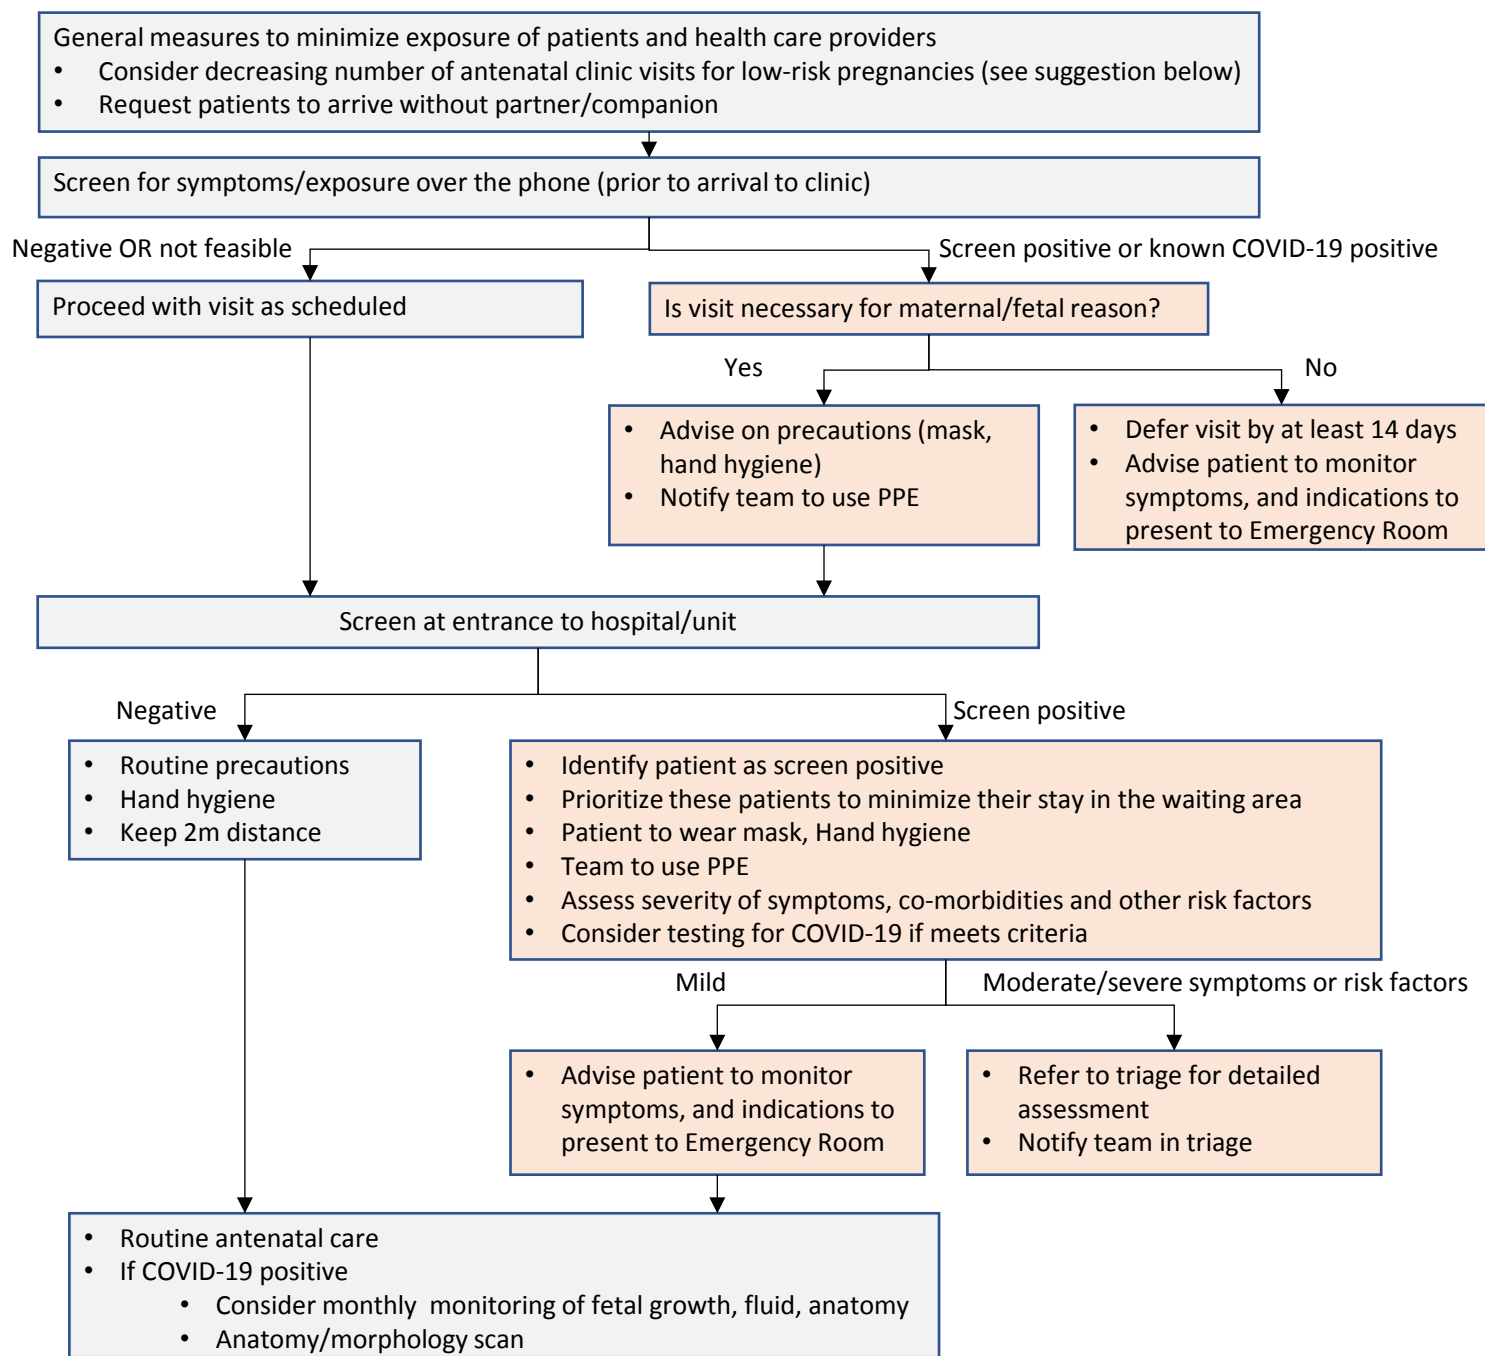 General measures to minimize exposure of patients and health care providers
• Consider decreasing number of antenatal clinic visits for low-risk pregnancies (see suggestion below)
• Request patients to arrive without partner/companion
Screen for symptoms/exposure over the phone (prior to arrival to clinic)
Negative OR not feasible
Screen positive or known COVID-19 positive
Proceed with visit as scheduled
Is visit necessary for maternal/fetal reason?
Yes
No
• Advise on precautions (mask,
hand hygiene)
• Notify team to use PPE
• Defer visit by at least 14 days
• Advise patient to monitor
symptoms, and indications to
present to Emergency Room
Screen at entrance to hospital/unit
Negative
Screen positive
• Routine precautions
• Hand hygiene
• Keep 2m distance
• Identify patient as screen positive
• Prioritize these patients to minimize their stay in the waiting area
• Patient to wear mask, Hand hygiene
• Team to use PPE
• Assess severity of symptoms, co-morbidities and other risk factors
• Consider testing for COVID-19 if meets criteria
Mild
Moderate/severe symptoms or risk factors
• Advise patient to monitor
symptoms, and indications to
present to Emergency Room
• Refer to triage for detailed
assessment
• Notify team in triage
• Routine antenatal care
• If COVID-19 positive
• Consider monthly monitoring of fetal growth, fluid, anatomy
• Anatomy/morphology scan